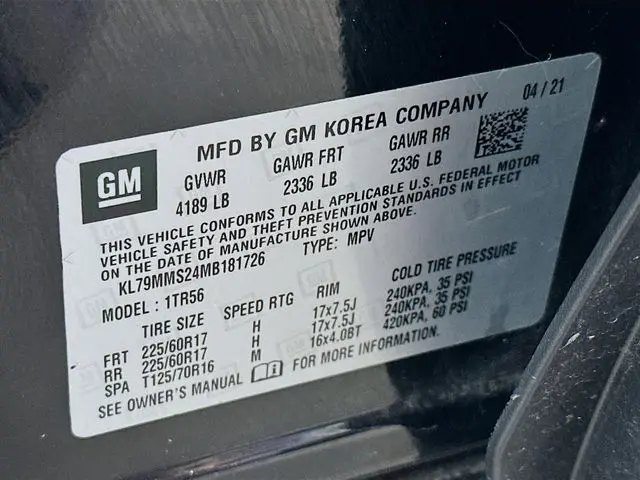 GM
MFD BY GM KOREA COMPANY
04 / 21
GVWR GAWR FRT GAWR RR
4189 LB 2336 LB 2336 LB
THIS VEHICLE CONFORMS TO ALL APPLICABLE U.S. FEDERAL MOTOR
VEHICLE SAFETY AND THEFT PREVENTION STANDARDS IN EFFECT
ON THE DATE OF MANUFACTURE SHOWN ABOVE.
KL79MMS24MB181726 TYPE: MPV
MODEL: 1TR56
TIRE SIZE SPEED RTG RIM COLD TIRE PRESSURE
FRT 225/60R17 H 17x7.5J 240KPA, 35 PSI
RR 225/60R17 H 17x7.5J 240KPA, 35 PSI
SPA T125/70R16 M 16x4.0BT 420KPA, 60 PSI
SEE OWNER'S MANUAL FOR MORE INFORMATION.